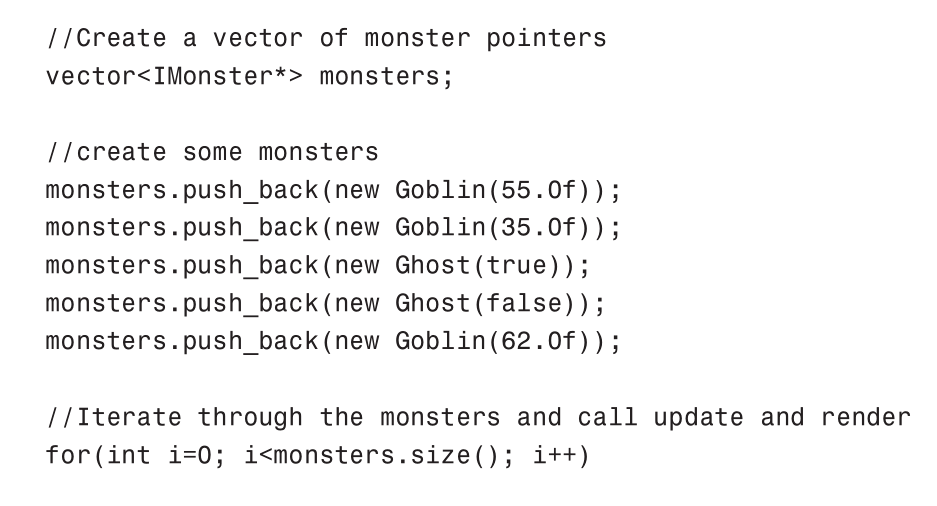 //Create a vector of monster pointers
vector<IMonster*> monsters;
//create some monsters
monsters.push_back(new Goblin(55.0f));
monsters.push_back(new Goblin(35.0f));
monsters.push_back(new Ghost(true));
monsters.push_back(new Ghost(false));
monsters.push_back(new Goblin(62.0f));
//Iterate through the monsters and call update and render
for(int i=0; i<monsters.size(); i++)